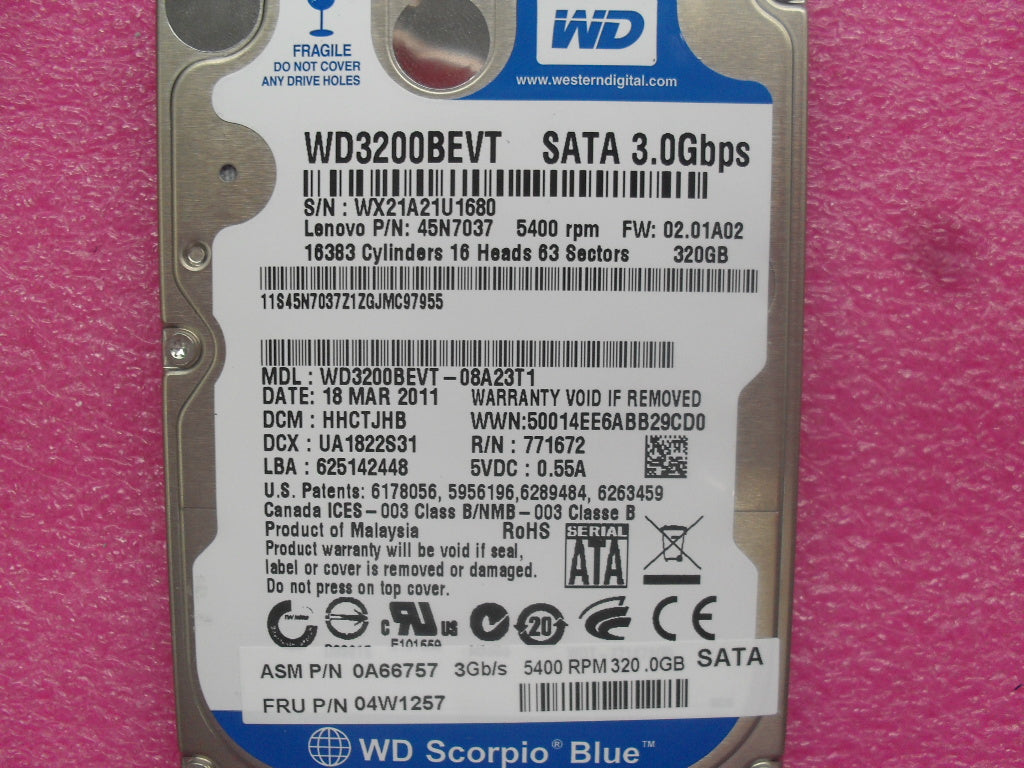 FRAGILE
DO NOT COVER
ANY DRIVE HOLES
WD
www.westerndigital.com
WD3200BEVT SATA 3.0Gbps
S/N : WX21A21U1680
Lenovo P/N: 45N7037 5400 rpm FW: 02.01A02
16383 Cylinders 16 Heads 63 Sectors 320GB
11S45N7037Z1ZGJMC97955
MDL : WD3200BEVT-08A23T1
DATE: 18 MAR 2011 WARRANTY VOID IF REMOVED
DCM : HHCTJHB WWN:50014EE6ABB29CD0
DCX : UA1822S31 R/N : 771672
LBA : 625142448 5VDC : 0.55A
U.S. Patents: 6178056, 5956196,6289484, 6263459
Canada ICES-003 Class B/NMB-003 Classe B
Product of Malaysia RoHS
Product warranty will be void if seal,
label or cover is removed or damaged.
Do not press on top cover.
SERIAL
ATA
c RU US 20 CE
E101559
ASM P/N 0A66757 3Gb/s 5400 RPM 320 .0GB SATA
FRU P/N 04W1257
WD Scorpio® Blue™